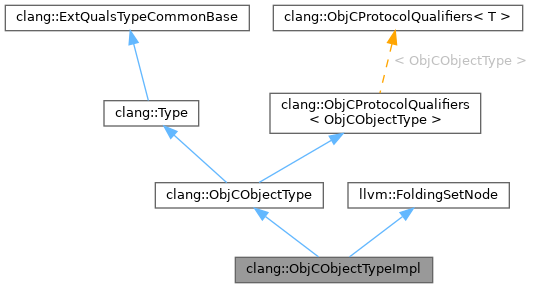 clang::ExtQualsTypeCommonBase
clang::ObjCProtocolQualifiers< T >
< ObjCObjectType >
clang::Type
clang::ObjCProtocolQualifiers
< ObjCObjectType >
clang::ObjCObjectType
llvm::FoldingSetNode
clang::ObjCObjectTypeImpl